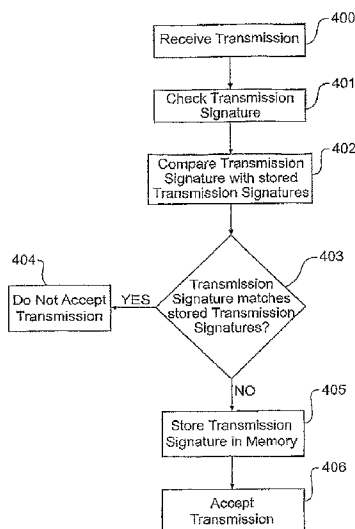 400
Receive Transmission
401
Check Transmission
Signature
402
Compare Transmission
Signature with stored
Transmission Signatures
403
404
Transmission
Signature matches
stored Transmission
Signatures?
Do Not Accept
Transmission
YES
NO
405
Store Transmission
Signature in Memory
406
Accept
Transmission